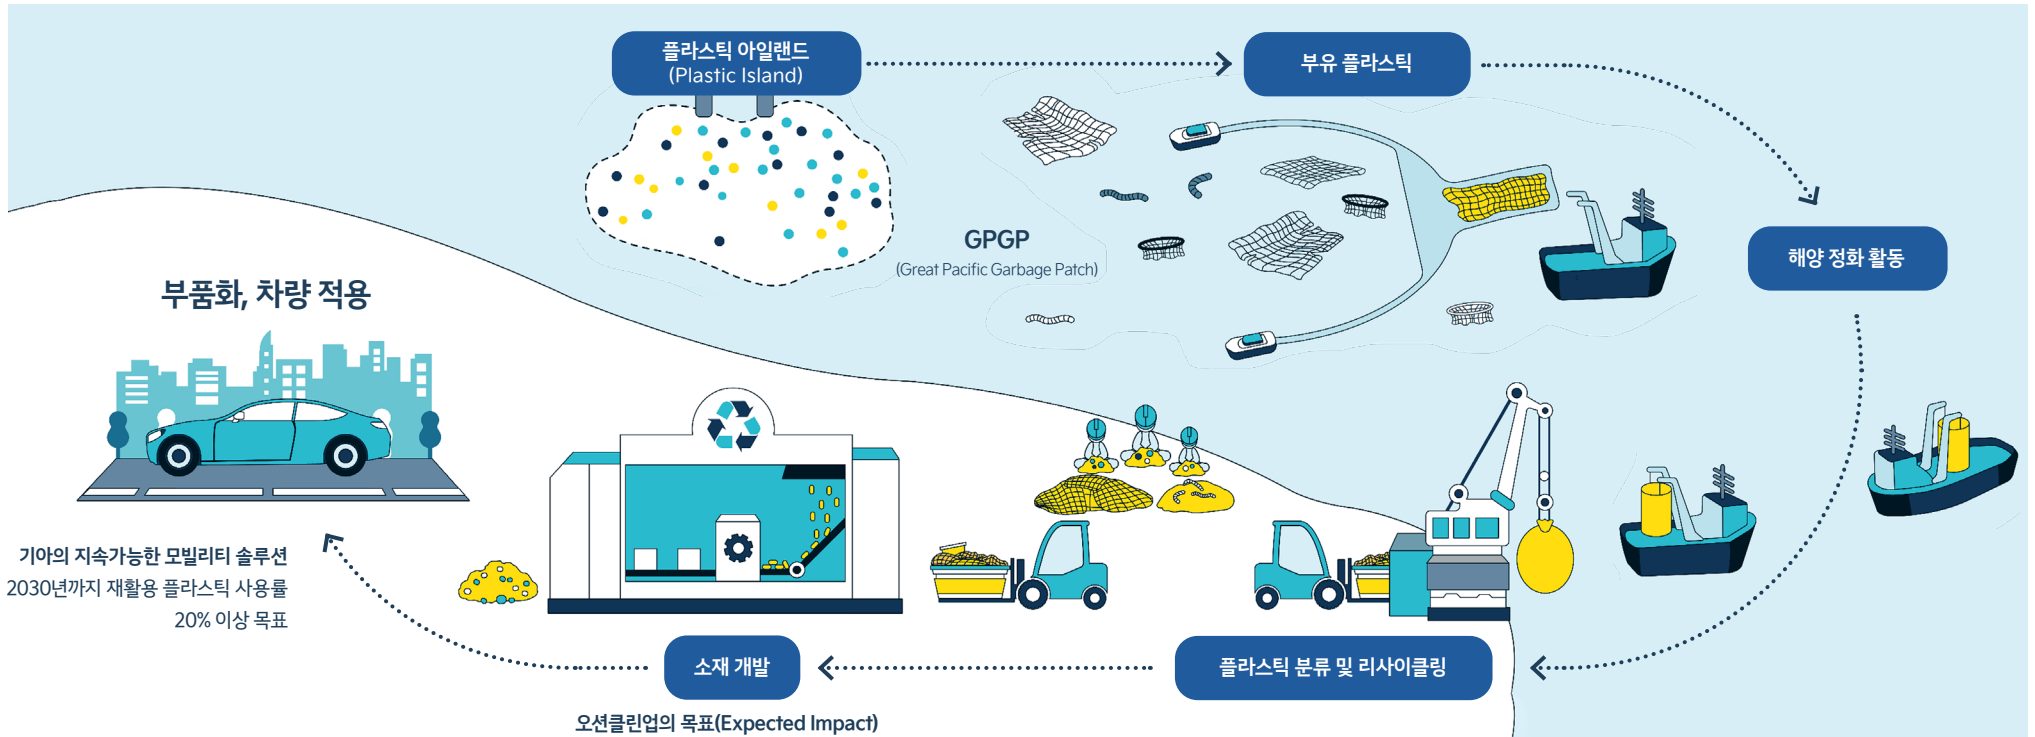 플라스틱 아일랜드
(Plastic Island)
부유 플라스틱
GPGP
(Great Pacific Garbage Patch)
해양 정화 활동
부품화, 차량 적용
기아의 지속가능한 모빌리티 솔루션
2030년까지 재활용 플라스틱 사용률
20% 이상 목표
소재 개발
플라스틱 분류 및 리사이클링
오션클린업의 목표(Expected Impact)